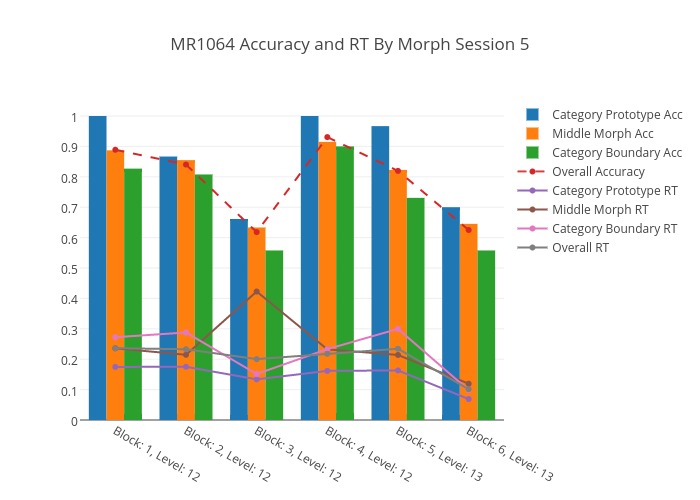 MR1064 Accuracy and RT By Morph Session 5
1
0.9
0.8
0.7
0.6
0.5
0.4
0.3
0.2
0.1
0
Block: 1, Level: 12
Block: 2, Level: 12
Block: 3, Level: 12
Block: 4, Level: 12
Block: 5, Level: 13
Block: 6, Level: 13
Category Prototype Acc
Middle Morph Acc
Category Boundary Acc
Overall Accuracy
Category Prototype RT
Middle Morph RT
Category Boundary RT
Overall RT